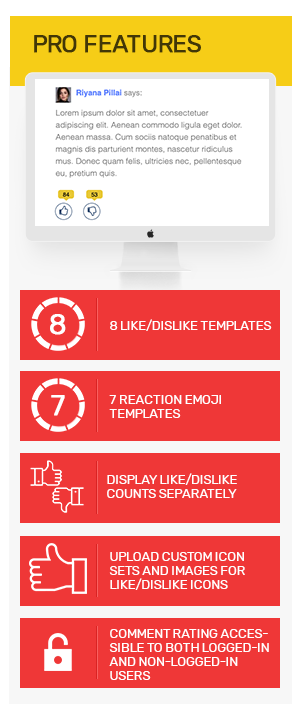 PRO FEATURES
Riyana Pillai says:
Lorem ipsum dolor sit amet, consectetuer
adipiscing elit. Aenean commodo ligula eget dolor.
Aenean massa. Cum sociis natoque penatibus et
magnis dis parturient montes, nascetur ridiculus
mus. Donec quam felis, ultricies nec, pellentesque
eu, pretium quis.
84 53
8 8 LIKE/DISLIKE TEMPLATES
7 7 REACTION EMOJI
TEMPLATES
DISPLAY LIKE/DISLIKE
COUNTS SEPARATELY
UPLOAD CUSTOM ICON
SETS AND IMAGES FOR
LIKE/DISLIKE ICONS
COMMENT RATING ACCES-
SIBLE TO BOTH LOGGED-IN
AND NON-LOGGED-IN
USERS